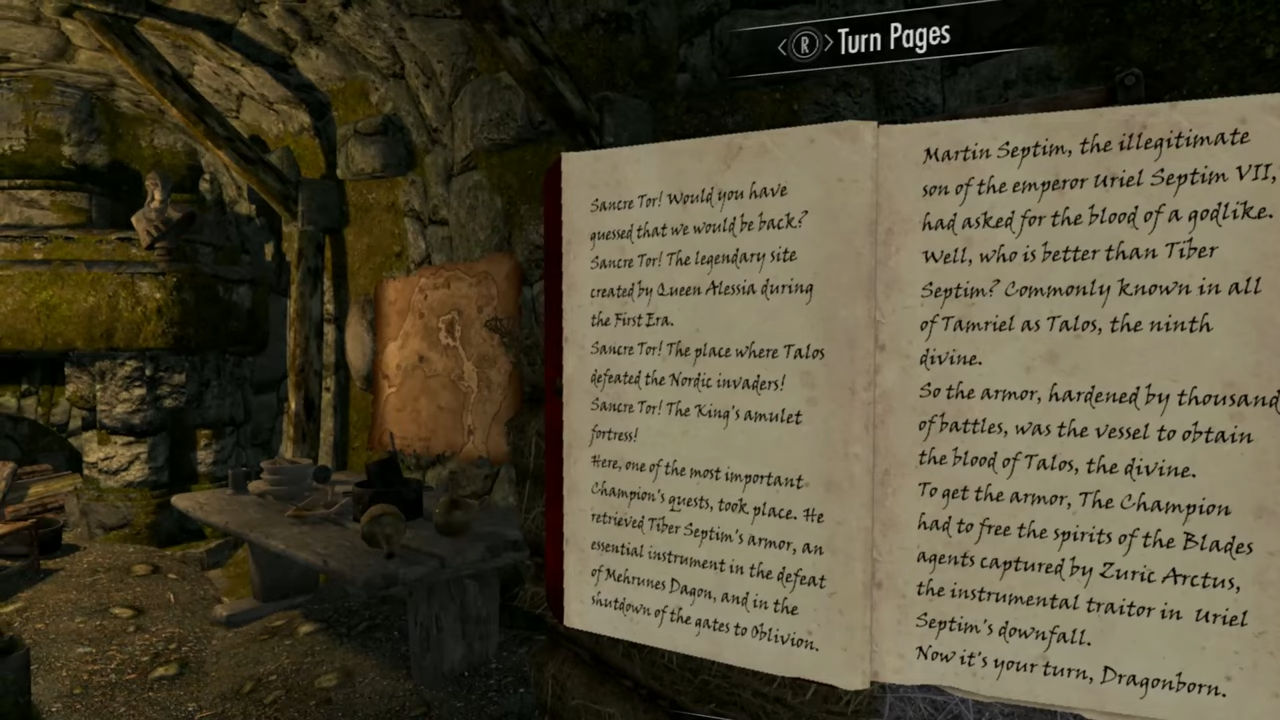 <R> Turn Pages
Sancre Tor! Would you have
guessed that we would be back?
Sancre Tor! The legendary site
created by Queen Alessia during
the First Era.
Sancre Tor! The place where Talos
defeated the Nordic invaders!
Sancre Tor! The King's amulet
fortress!
Here, one of the most important
Champion's quests, took place. He
retrieved Tiber Septim's armor, an
essential instrument in the defeat
of Mehrunes Dagon, and in the
shutdown of the gates to Oblivion.
Martin Septim, the illegitimate
son of the emperor Uriel Septim VII,
had asked for the blood of a godlike.
Well, who is better than Tiber
Septim? Commonly known in all
of Tamriel as Talos, the ninth
divine.
So the armor, hardened by thousand
of battles, was the vessel to obtain
the blood of Talos, the divine.
To get the armor, The Champion
had to free the spirits of the Blades
agents captured by Zuric Arctus,
the instrumental traitor in Uriel
Septim's downfall.
Now it's your turn, Dragonborn.